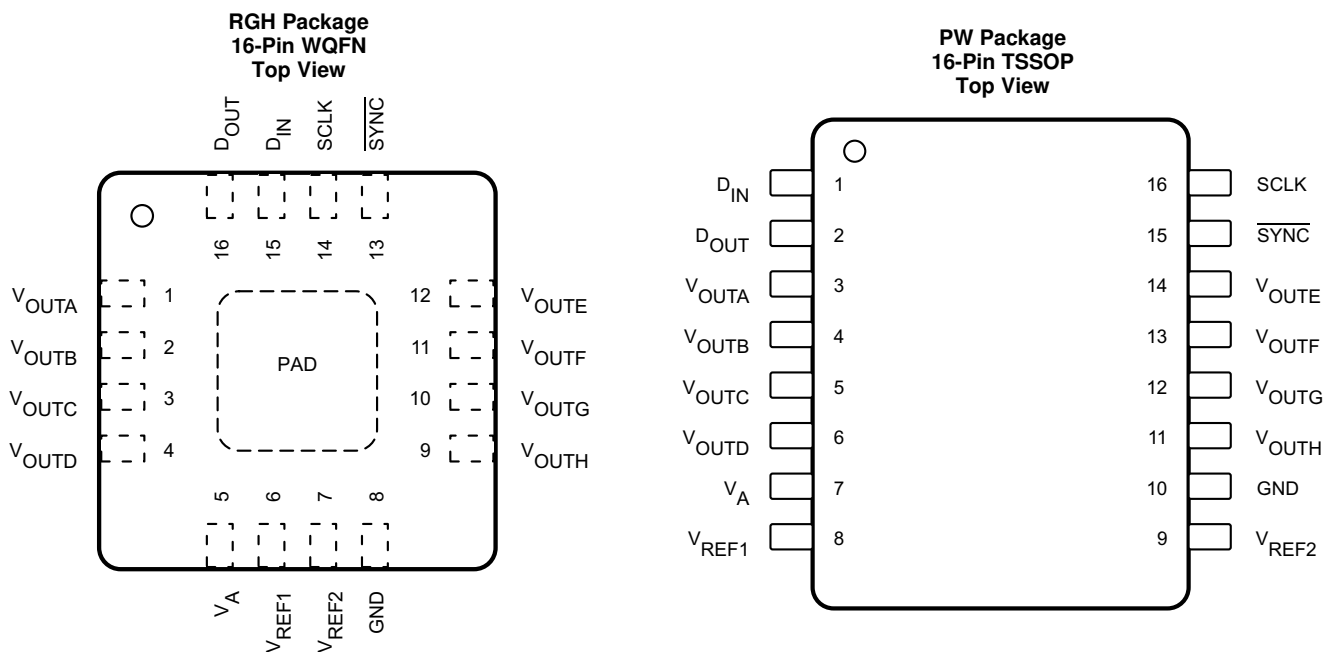 RGH Package
16-Pin WQFN
Top View
DOUT
DIN
SCLK
SYNC
16
15
14
13
VOUTA 1
VOUTB 2
VOUTC 3
VOUTD 4
PAD
12 VOUTE
11 VOUTF
10 VOUTG
9 VOUTH
5
6
7
8
VA
VREF1
VREF2
GND
PW Package
16-Pin TSSOP
Top View
DIN 1
DOUT 2
VOUTA 3
VOUTB 4
VOUTC 5
VOUTD 6
VA 7
VREF1 8
16 SCLK
15 SYNC
14 VOUTE
13 VOUTF
12 VOUTG
11 VOUTH
10 GND
9 VREF2